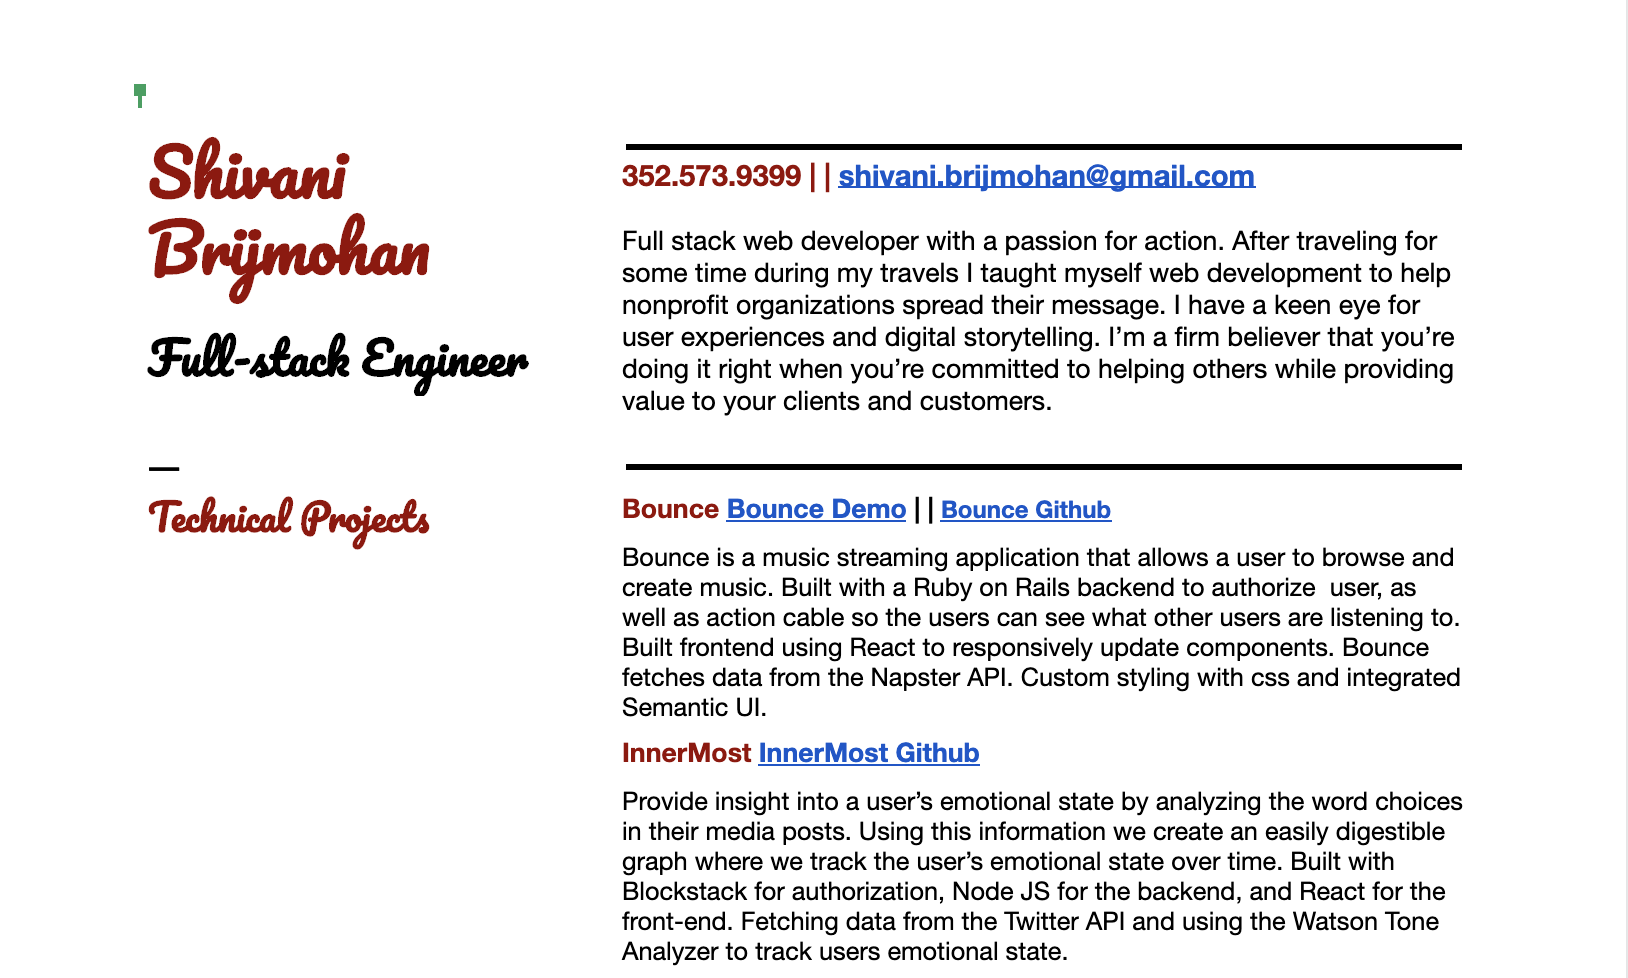 Shivani
Brijmohan
Full-stack Engineer
352.573.9399 || shivani.brijmohan@gmail.com
Full stack web developer with a passion for action. After traveling for
some time during my travels I taught myself web development to help
nonprofit organizations spread their message. I have a keen eye for
user experiences and digital storytelling. I’m a firm believer that you’re
doing it right when you’re committed to helping others while providing
value to your clients and customers.
—
Technical Projects
Bounce Bounce Demo || Bounce Github
Bounce is a music streaming application that allows a user to browse and
create music. Built with a Ruby on Rails backend to authorize  user, as
well as action cable so the users can see what other users are listening to.
Built frontend using React to responsively update components. Bounce
fetches data from the Napster API. Custom styling with css and integrated
Semantic UI.
InnerMost InnerMost Github
Provide insight into a user’s emotional state by analyzing the word choices
in their media posts. Using this information we create an easily digestible
graph where we track the user’s emotional state over time. Built with
Blockstack for authorization, Node JS for the backend, and React for the
front-end. Fetching data from the Twitter API and using the Watson Tone
Analyzer to track users emotional state.